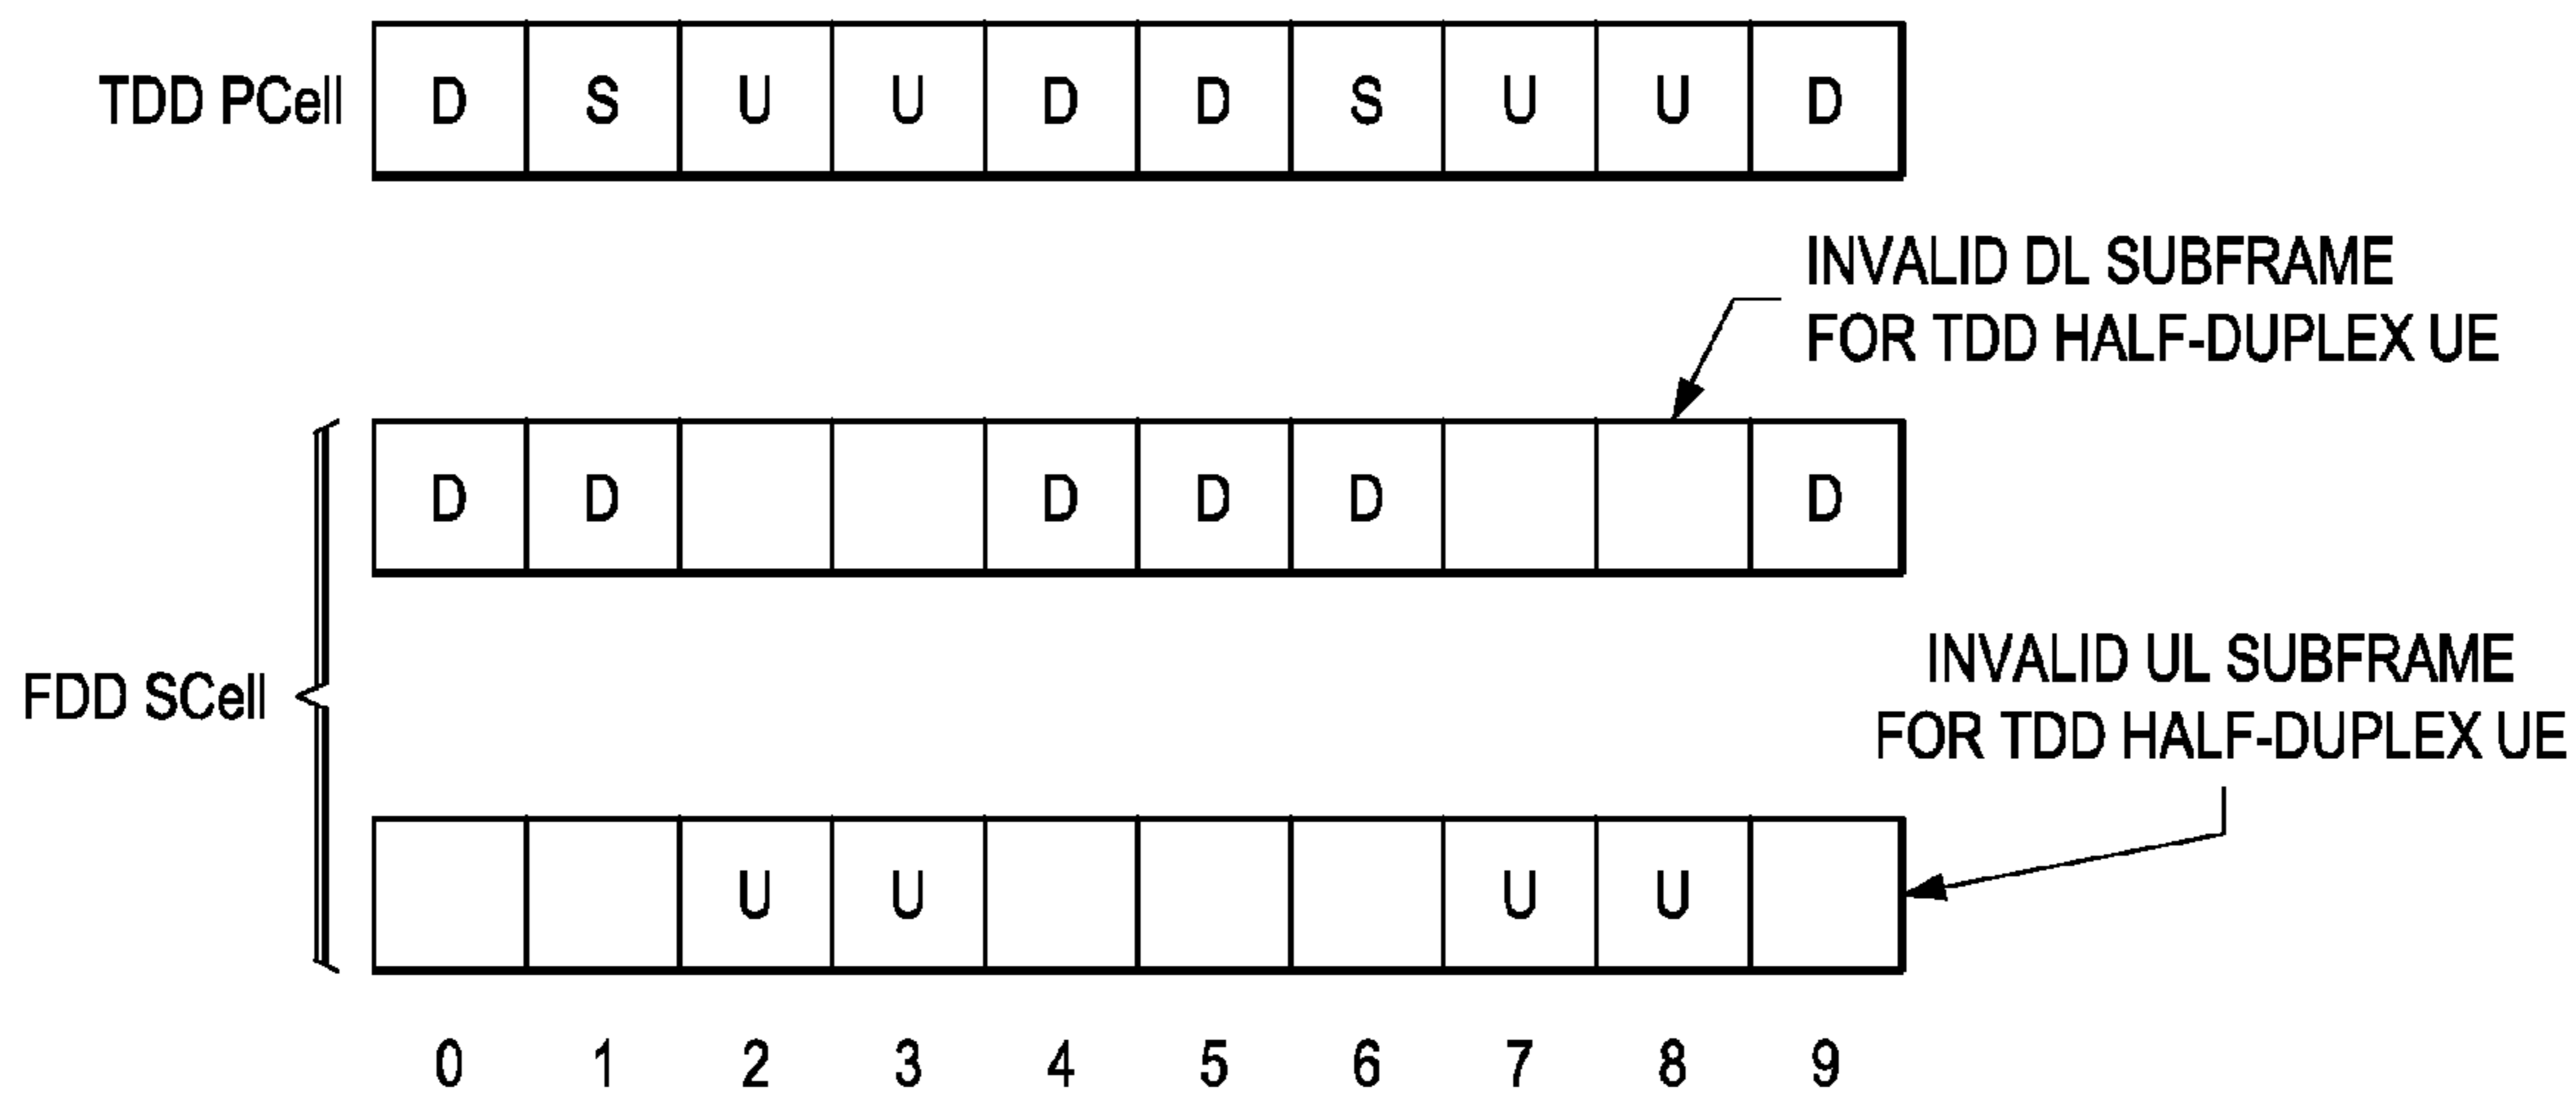 TDD PCell D S U U D D S U U D
INVALID DL SUBFRAME
FOR TDD HALF-DUPLEX UE
D D D D D D
FDD SCell
INVALID UL SUBFRAME
FOR TDD HALF-DUPLEX UE
U U U U
0 1 2 3 4 5 6 7 8 9